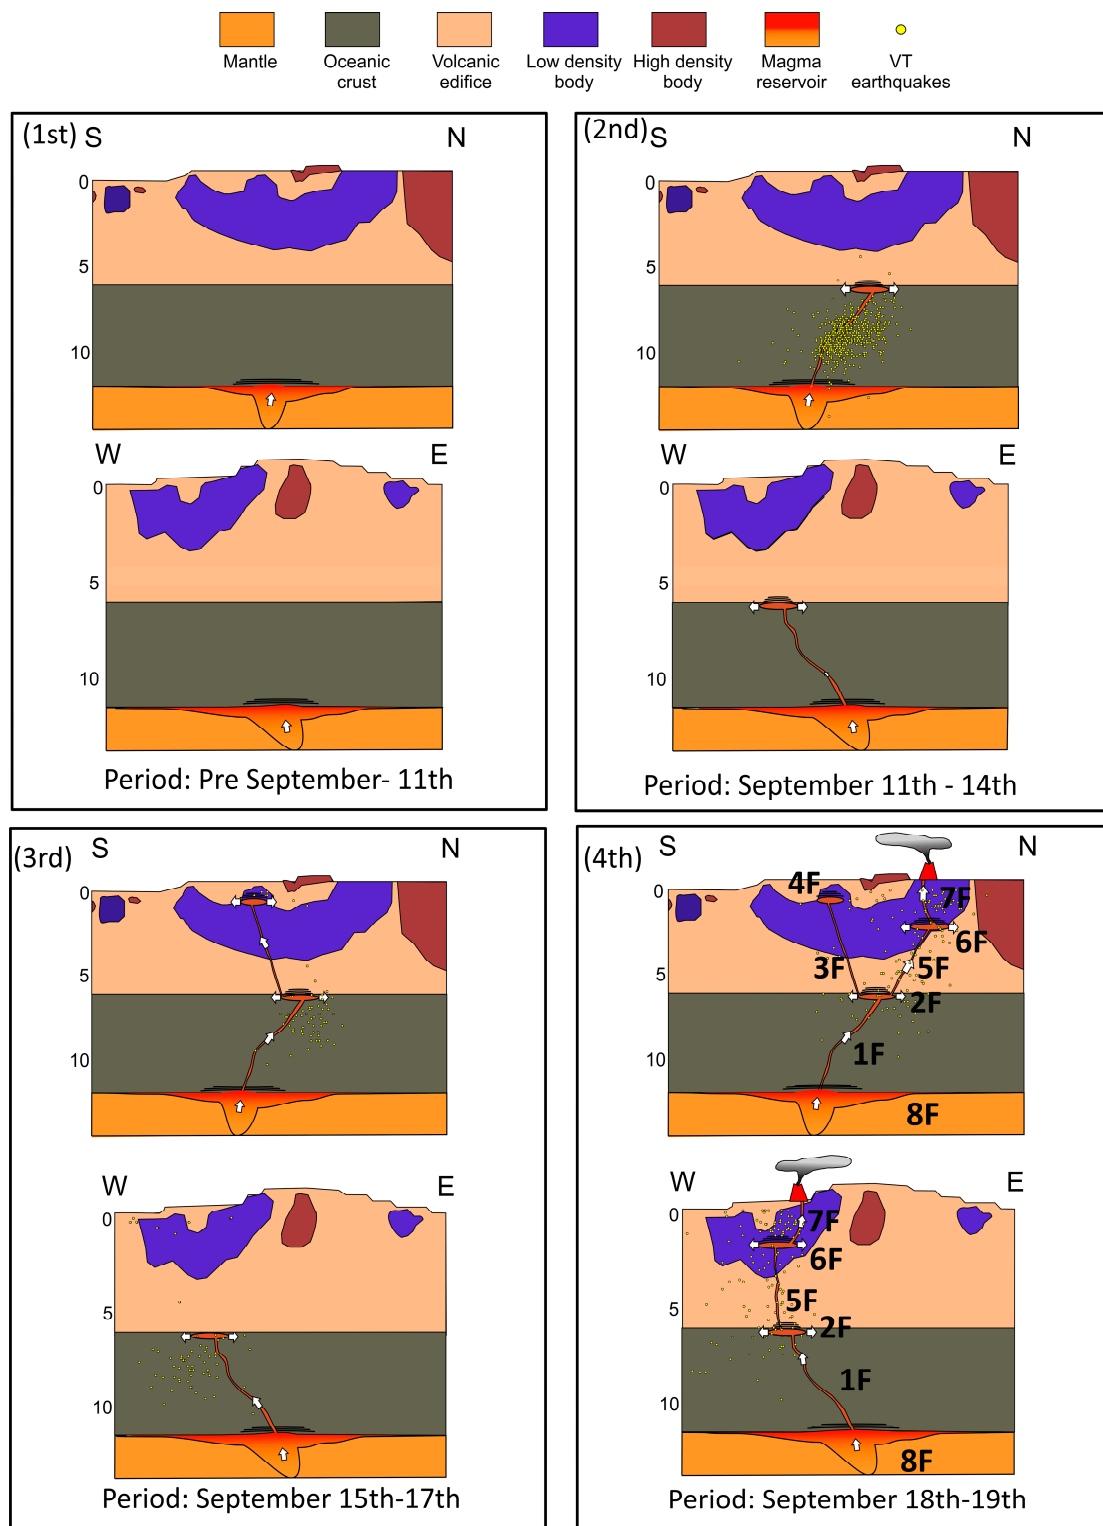 Mantle
Oceanic
crust
Volcanic
edifice
Low density
body
High density
body
Magma
reservoir
VT
earthquakes
(1st)
S
N
0
5
10
W
E
0
5
10
Period: Pre September- 11th
(2nd)
S
N
0
5
10
W
E
0
5
10
Period: September 11th - 14th
(3rd)
S
N
0
5
10
W
E
0
5
10
Period: September 15th-17th
(4th)
S
N
0
4F
7F
6F
3F
5F
5
2F
1F
10
8F
W
E
0
7F
6F
5F
5
2F
1F
10
8F
Period: September 18th-19th